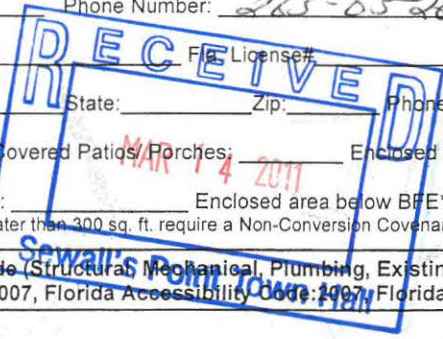 Phone Number: 265-05
RECEIVED
Fla. License#
State: Zip: Phone
Covered Patios/ Porches: Enclosed
MAR 14 2011
Enclosed area below BFE*
ater than 300 sq. ft. require a Non-Conversion Covenan
Sewall's Point Town Hall
de (Structural, Mechanical, Plumbing, Existin
007, Florida Accessibility Code:2007, Florida